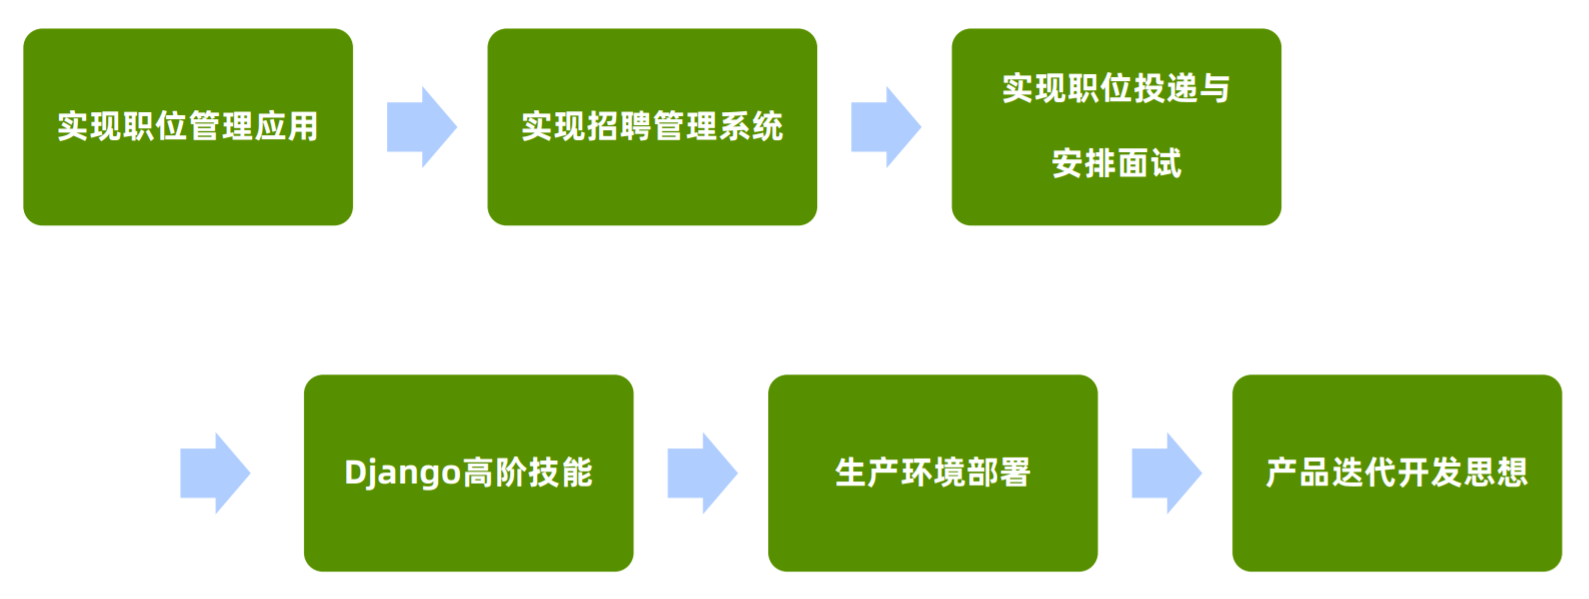 实现职位管理应用
实现招聘管理系统
实现职位投递与
安排面试
Django高阶技能
生产环境部署
产品迭代开发思想